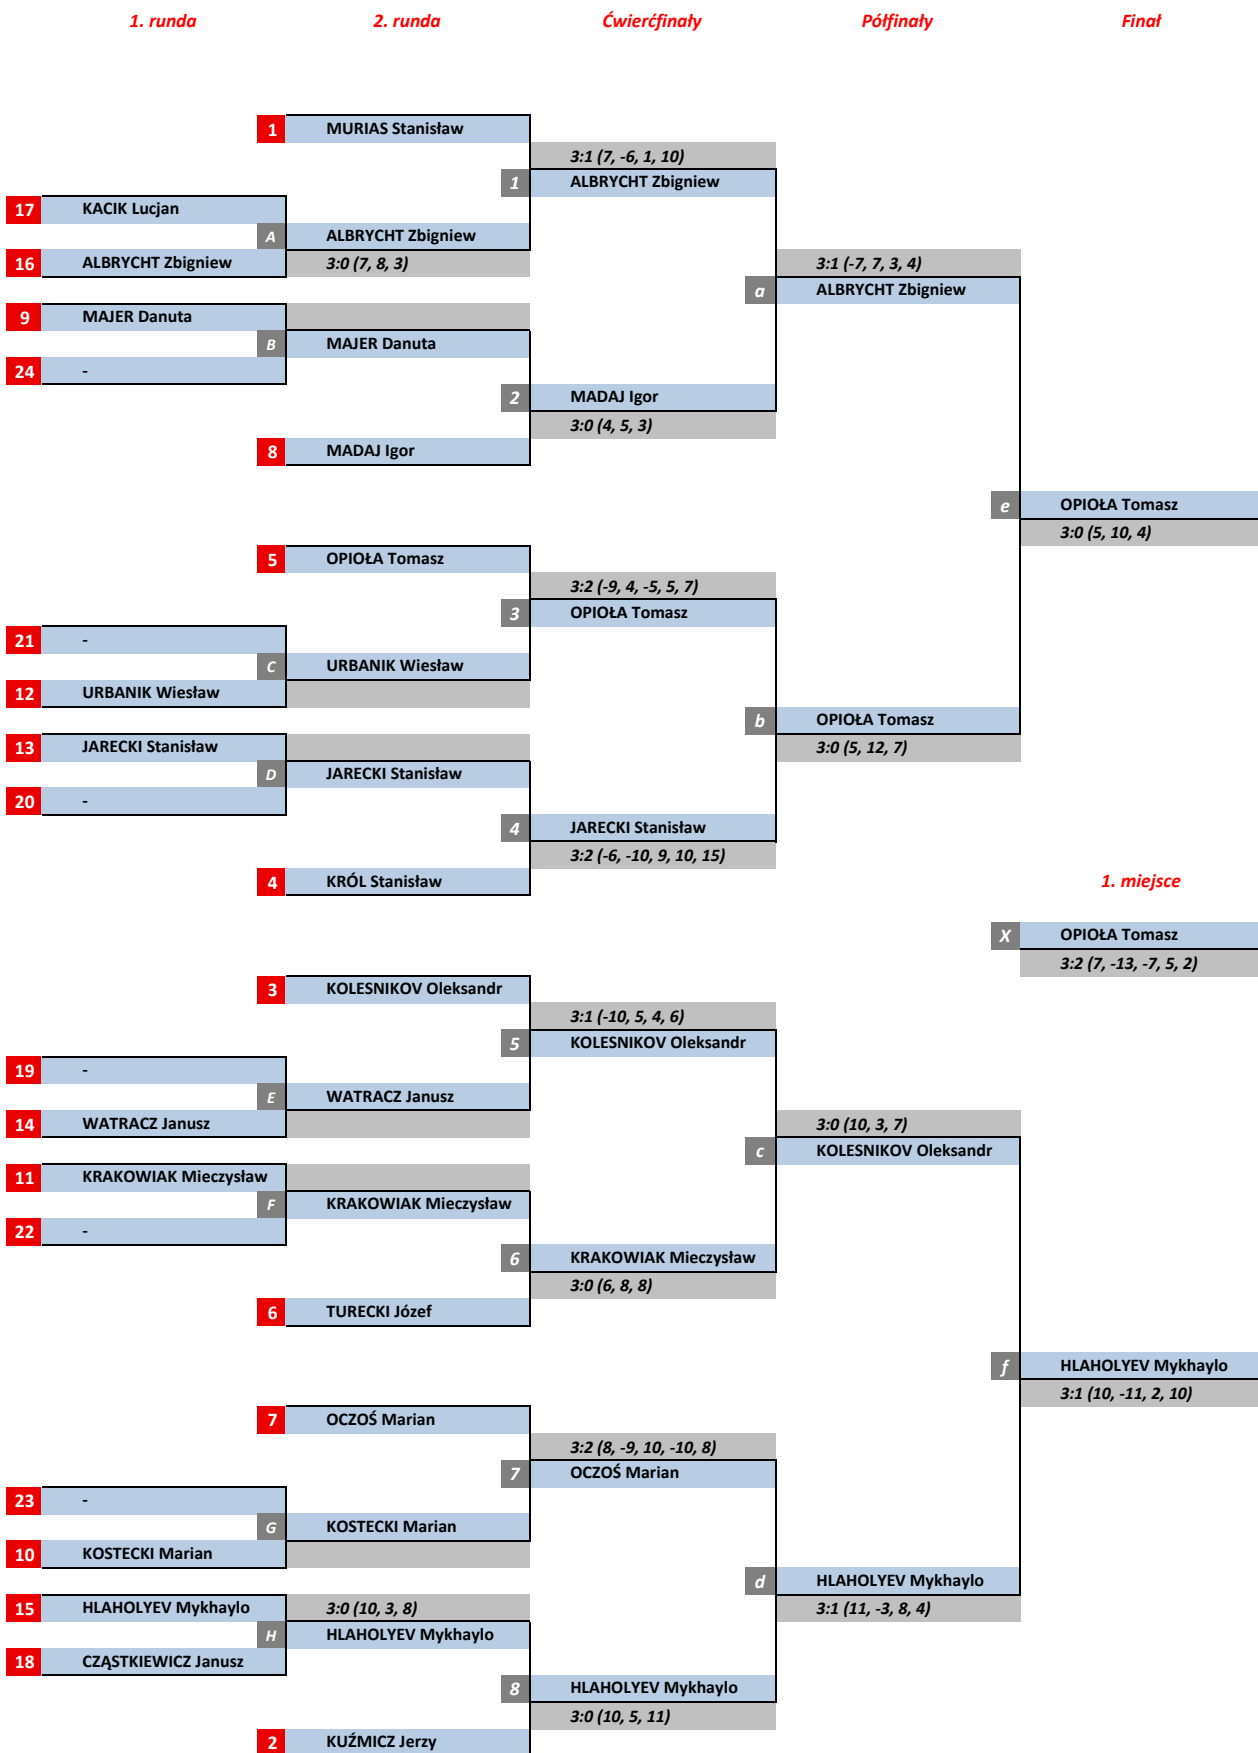 1. runda 2. runda Ćwierćfinały Półfinały Finał
1 MURIAS Stanisław
3:1 (7, -6, 1, 10)
1 ALBRYCHT Zbigniew
17 KACIK Lucjan
A ALBRYCHT Zbigniew
16 ALBRYCHT Zbigniew 3:0 (7, 8, 3) 3:1 (-7, 7, 3, 4)
a ALBRYCHT Zbigniew
9 MAJER Danuta
B MAJER Danuta
24 -
2 MADAJ Igor
3:0 (4, 5, 3)
8 MADAJ Igor
e OPIOŁA Tomasz
3:0 (5, 10, 4)
5 OPIOŁA Tomasz
3:2 (-9, 4, -5, 5, 7)
3 OPIOŁA Tomasz
21 -
C URBANIK Wiesław
12 URBANIK Wiesław
b OPIOŁA Tomasz
13 JARECKI Stanisław 3:0 (5, 12, 7)
D JARECKI Stanisław
20 -
4 JARECKI Stanisław
3:2 (-6, -10, 9, 10, 15)
4 KRÓL Stanisław 1. miejsce
X OPIOŁA Tomasz
3:2 (7, -13, -7, 5, 2)
3 KOLESNIKOV Oleksandr
3:1 (-10, 5, 4, 6)
5 KOLESNIKOV Oleksandr
19 -
E WATRACZ Janusz
14 WATRACZ Janusz 3:0 (10, 3, 7)
c KOLESNIKOV Oleksandr
11 KRAKOWIAK Mieczysław
F KRAKOWIAK Mieczysław
22 -
6 KRAKOWIAK Mieczysław
3:0 (6, 8, 8)
6 TURECKI Józef
f HLAHOLYEV Mykhaylo
3:1 (10, -11, 2, 10)
7 OCZOŚ Marian
3:2 (8, -9, 10, -10, 8)
7 OCZOŚ Marian
23 -
G KOSTECKI Marian
10 KOSTECKI Marian
d HLAHOLYEV Mykhaylo
15 HLAHOLYEV Mykhaylo 3:0 (10, 3, 8) 3:1 (11, -3, 8, 4)
H HLAHOLYEV Mykhaylo
18 CZĄSTKIEWICZ Janusz
8 HLAHOLYEV Mykhaylo
3:0 (10, 5, 11)
2 KUŹMICZ Jerzy